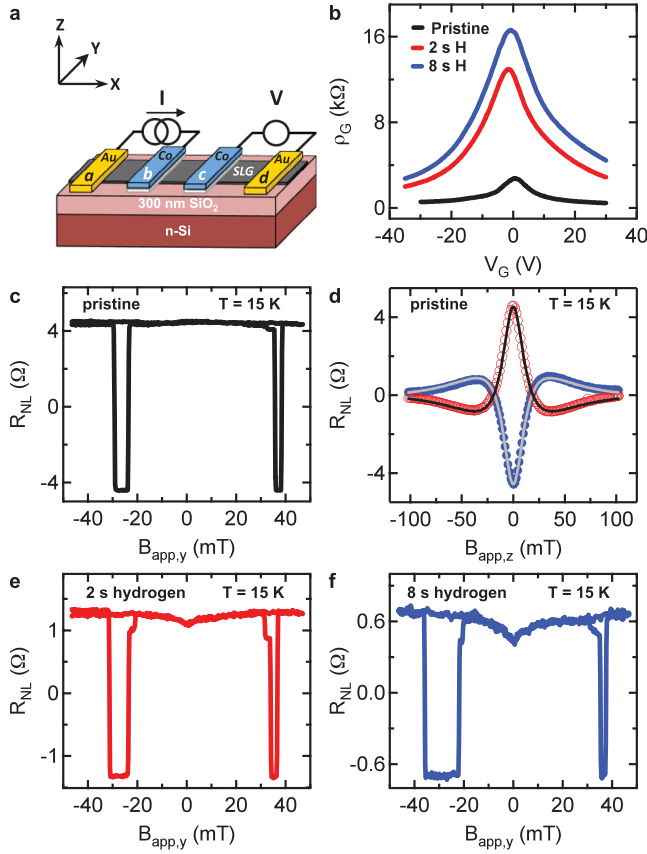 a
Z
Y
X
I
V
Au
Co
Co
Au
a
b
c
SLG
d
300 nm SiO2
n-Si
b
Pristine
2 s H
8 s H
16
12
8
4
0
ρG (kΩ)
-40
-20
0
20
40
VG (V)
c
pristine
T = 15 K
4
0
-4
RNL (Ω)
-40
-20
0
20
40
Bapp,y (mT)
d
pristine
T = 15 K
4
0
-4
RNL (Ω)
-100
-50
0
50
100
Bapp,z (mT)
e
2 s hydrogen
T = 15 K
1
0
-1
RNL (Ω)
-40
-20
0
20
40
Bapp,y (mT)
f
8 s hydrogen
T = 15 K
0.6
0.0
-0.6
RNL (Ω)
-40
-20
0
20
40
Bapp,y (mT)